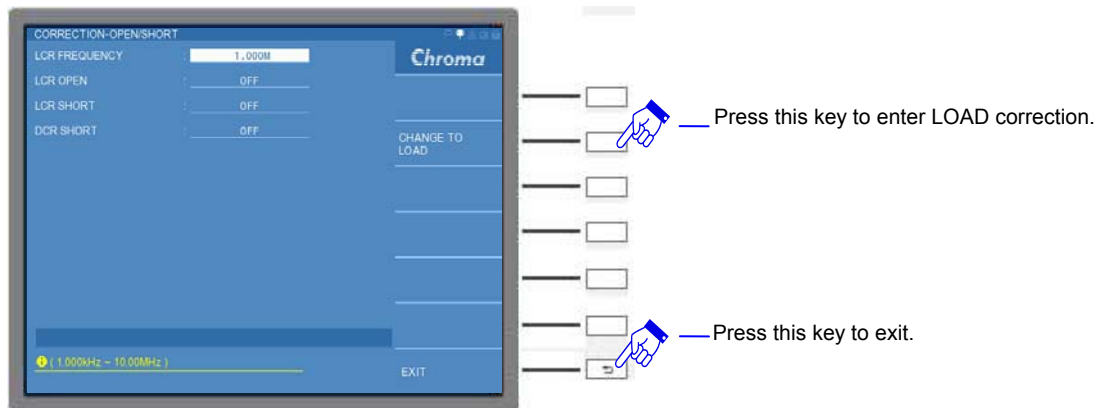 CORRECTION-OPEN/SHORT
LCR FREQUENCY : 1.000M
LCR OPEN : OFF
LCR SHORT : OFF
DCR SHORT : OFF
Chroma
CHANGE TO
LOAD
Press this key to enter LOAD correction.
Press this key to exit.
( 1.000kHz ~ 10.00MHz )
EXIT